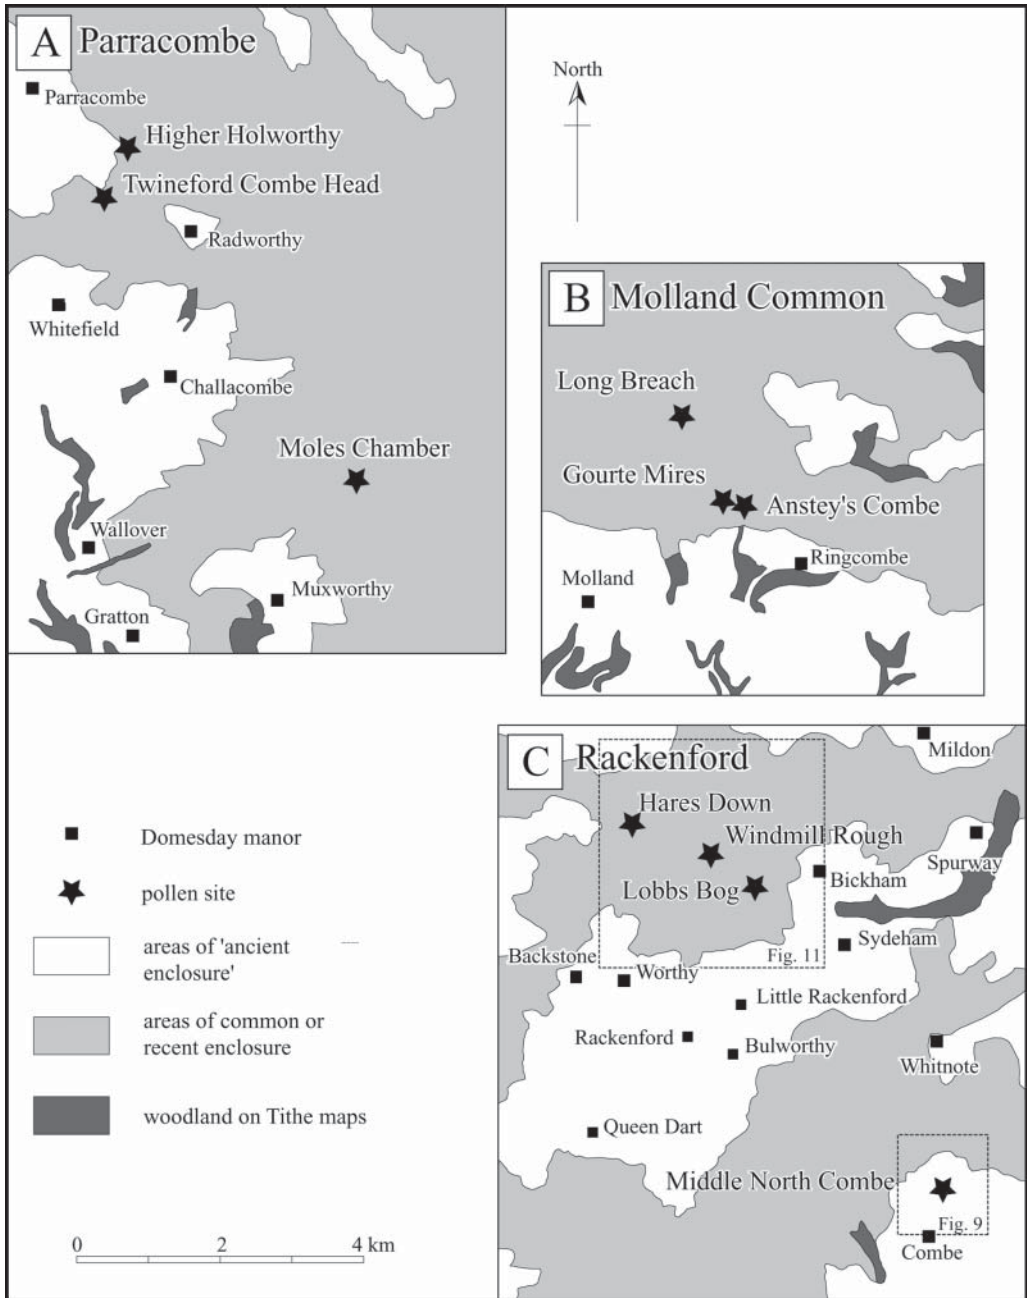 A Parracombe
Parracombe
Higher Holworthy
Twineford Combe Head
Radworthy
Whitefield
Challacombe
Moles Chamber
Wallover
Muxworthy
Gratton
North
B Molland Common
Long Breach
Gourte Mires
Anstey's Combe
Ringcombe
Molland
C Rackenford
Mildon
Hares Down
Windmill Rough
Spurway
Lobbs Bog
Bickham
Sydeham
Backstone
Fig. 11
Worthy
Little Rackenford
Rackenford
Bulworthy
Whitnote
Queen Dart
Middle North Combe
Fig. 9
Combe
Domesday manor
pollen site
areas of 'ancient
enclosure'
areas of common or
recent enclosure
woodland on Tithe maps
0 2 4 km